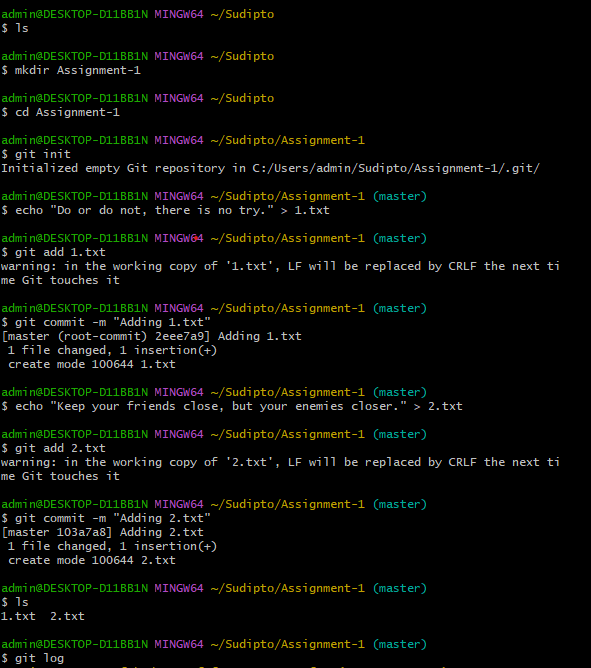 admin@DESKTOP-D11BB1N MINGW64 ~/Sudipto
$ ls
admin@DESKTOP-D11BB1N MINGW64 ~/Sudipto
$ mkdir Assignment-1
admin@DESKTOP-D11BB1N MINGW64 ~/Sudipto
$ cd Assignment-1
admin@DESKTOP-D11BB1N MINGW64 ~/Sudipto/Assignment-1
$ git init
Initialized empty Git repository in C:/Users/admin/Sudipto/Assignment-1/.git/
admin@DESKTOP-D11BB1N MINGW64 ~/Sudipto/Assignment-1 (master)
$ echo "Do or do not, there is no try." > 1.txt
admin@DESKTOP-D11BB1N MINGW64 ~/Sudipto/Assignment-1 (master)
$ git add 1.txt
warning: in the working copy of '1.txt', LF will be replaced by CRLF the next ti
me Git touches it
admin@DESKTOP-D11BB1N MINGW64 ~/Sudipto/Assignment-1 (master)
$ git commit -m "Adding 1.txt"
[master (root-commit) 2eee7a9] Adding 1.txt
1 file changed, 1 insertion(+)
create mode 100644 1.txt
admin@DESKTOP-D11BB1N MINGW64 ~/Sudipto/Assignment-1 (master)
$ echo "Keep your friends close, but your enemies closer." > 2.txt
admin@DESKTOP-D11BB1N MINGW64 ~/Sudipto/Assignment-1 (master)
$ git add 2.txt
warning: in the working copy of '2.txt', LF will be replaced by CRLF the next ti
me Git touches it
admin@DESKTOP-D11BB1N MINGW64 ~/Sudipto/Assignment-1 (master)
$ git commit -m "Adding 2.txt"
[master 103a7a8] Adding 2.txt
1 file changed, 1 insertion(+)
create mode 100644 2.txt
admin@DESKTOP-D11BB1N MINGW64 ~/Sudipto/Assignment-1 (master)
$ ls
1.txt  2.txt
admin@DESKTOP-D11BB1N MINGW64 ~/Sudipto/Assignment-1 (master)
$ git log